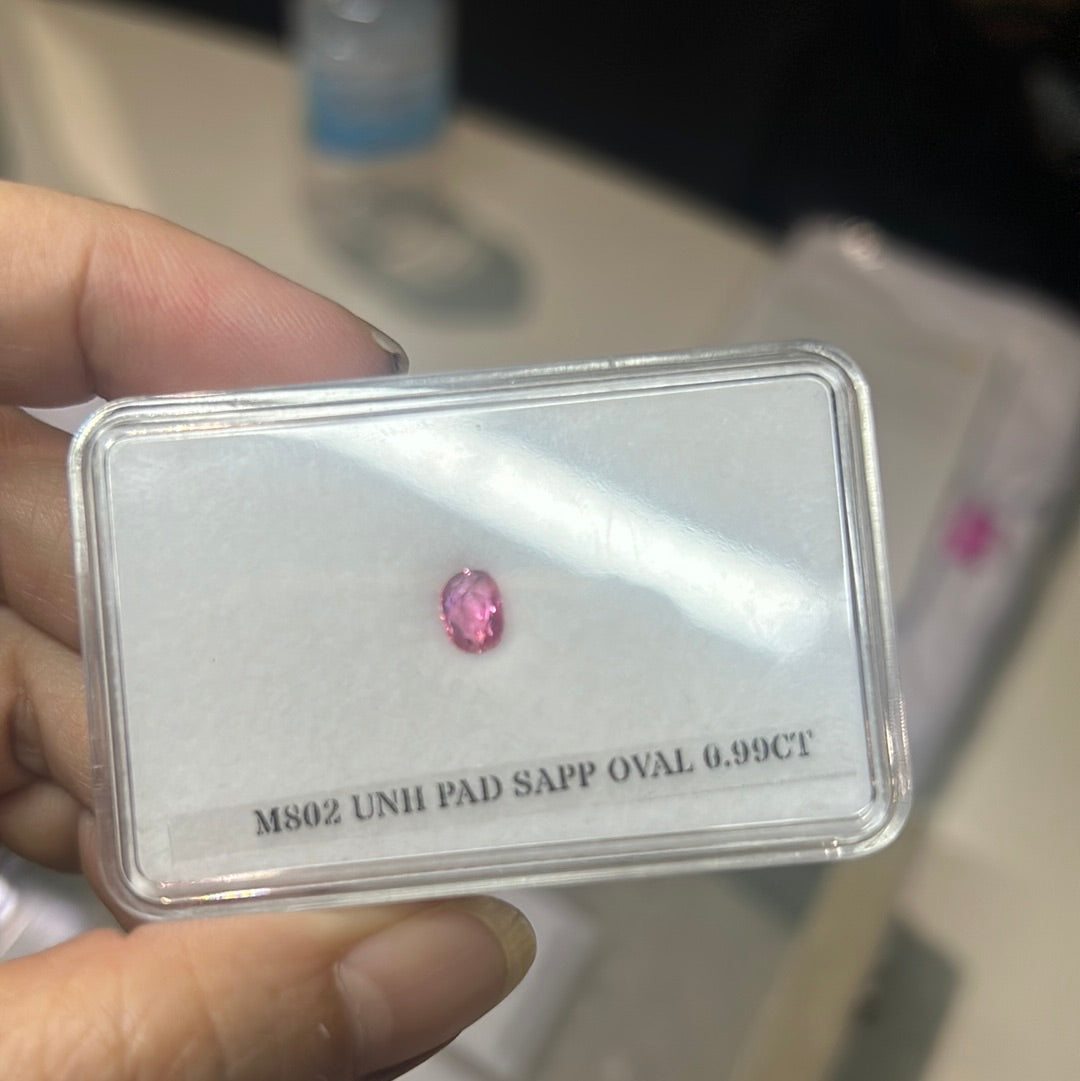 M802 UNH PAD SAPP OVAL 0.99CT